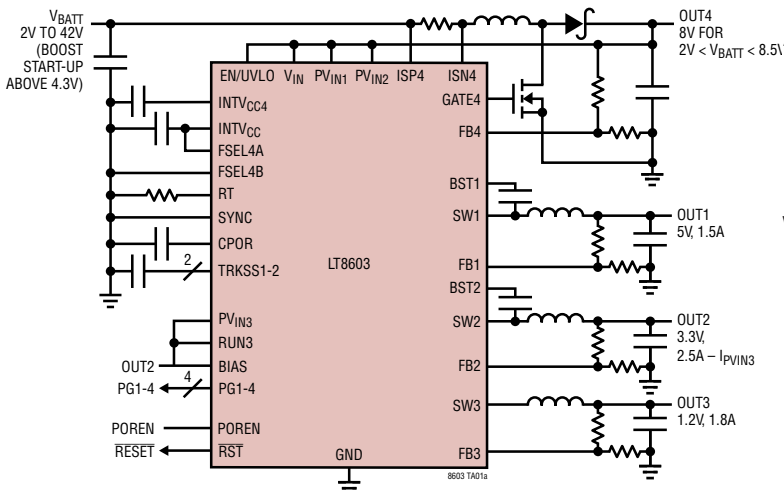 VBATT
2V TO 42V
(BOOST
START-UP
ABOVE 4.3V)
OUT4
8V FOR
2V < VBATT < 8.5V
EN/UVLO VIN PVIN1 PVIN2 ISP4 ISN4
INTVCC4
INTVCC
FSEL4A
FSEL4B
RT
SYNC
CPOR
2
TRKSS1-2
PVIN3
RUN3
OUT2
BIAS
PG1-4
4
PG1-4
POREN
POREN
RESET
RST
LT8603
GND
GATE4
FB4
BST1
SW1
FB1
BST2
SW2
FB2
SW3
FB3
OUT1
5V, 1.5A
OUT2
3.3V,
2.5A – IPVIN3
OUT3
1.2V, 1.8A
8603 TA01a